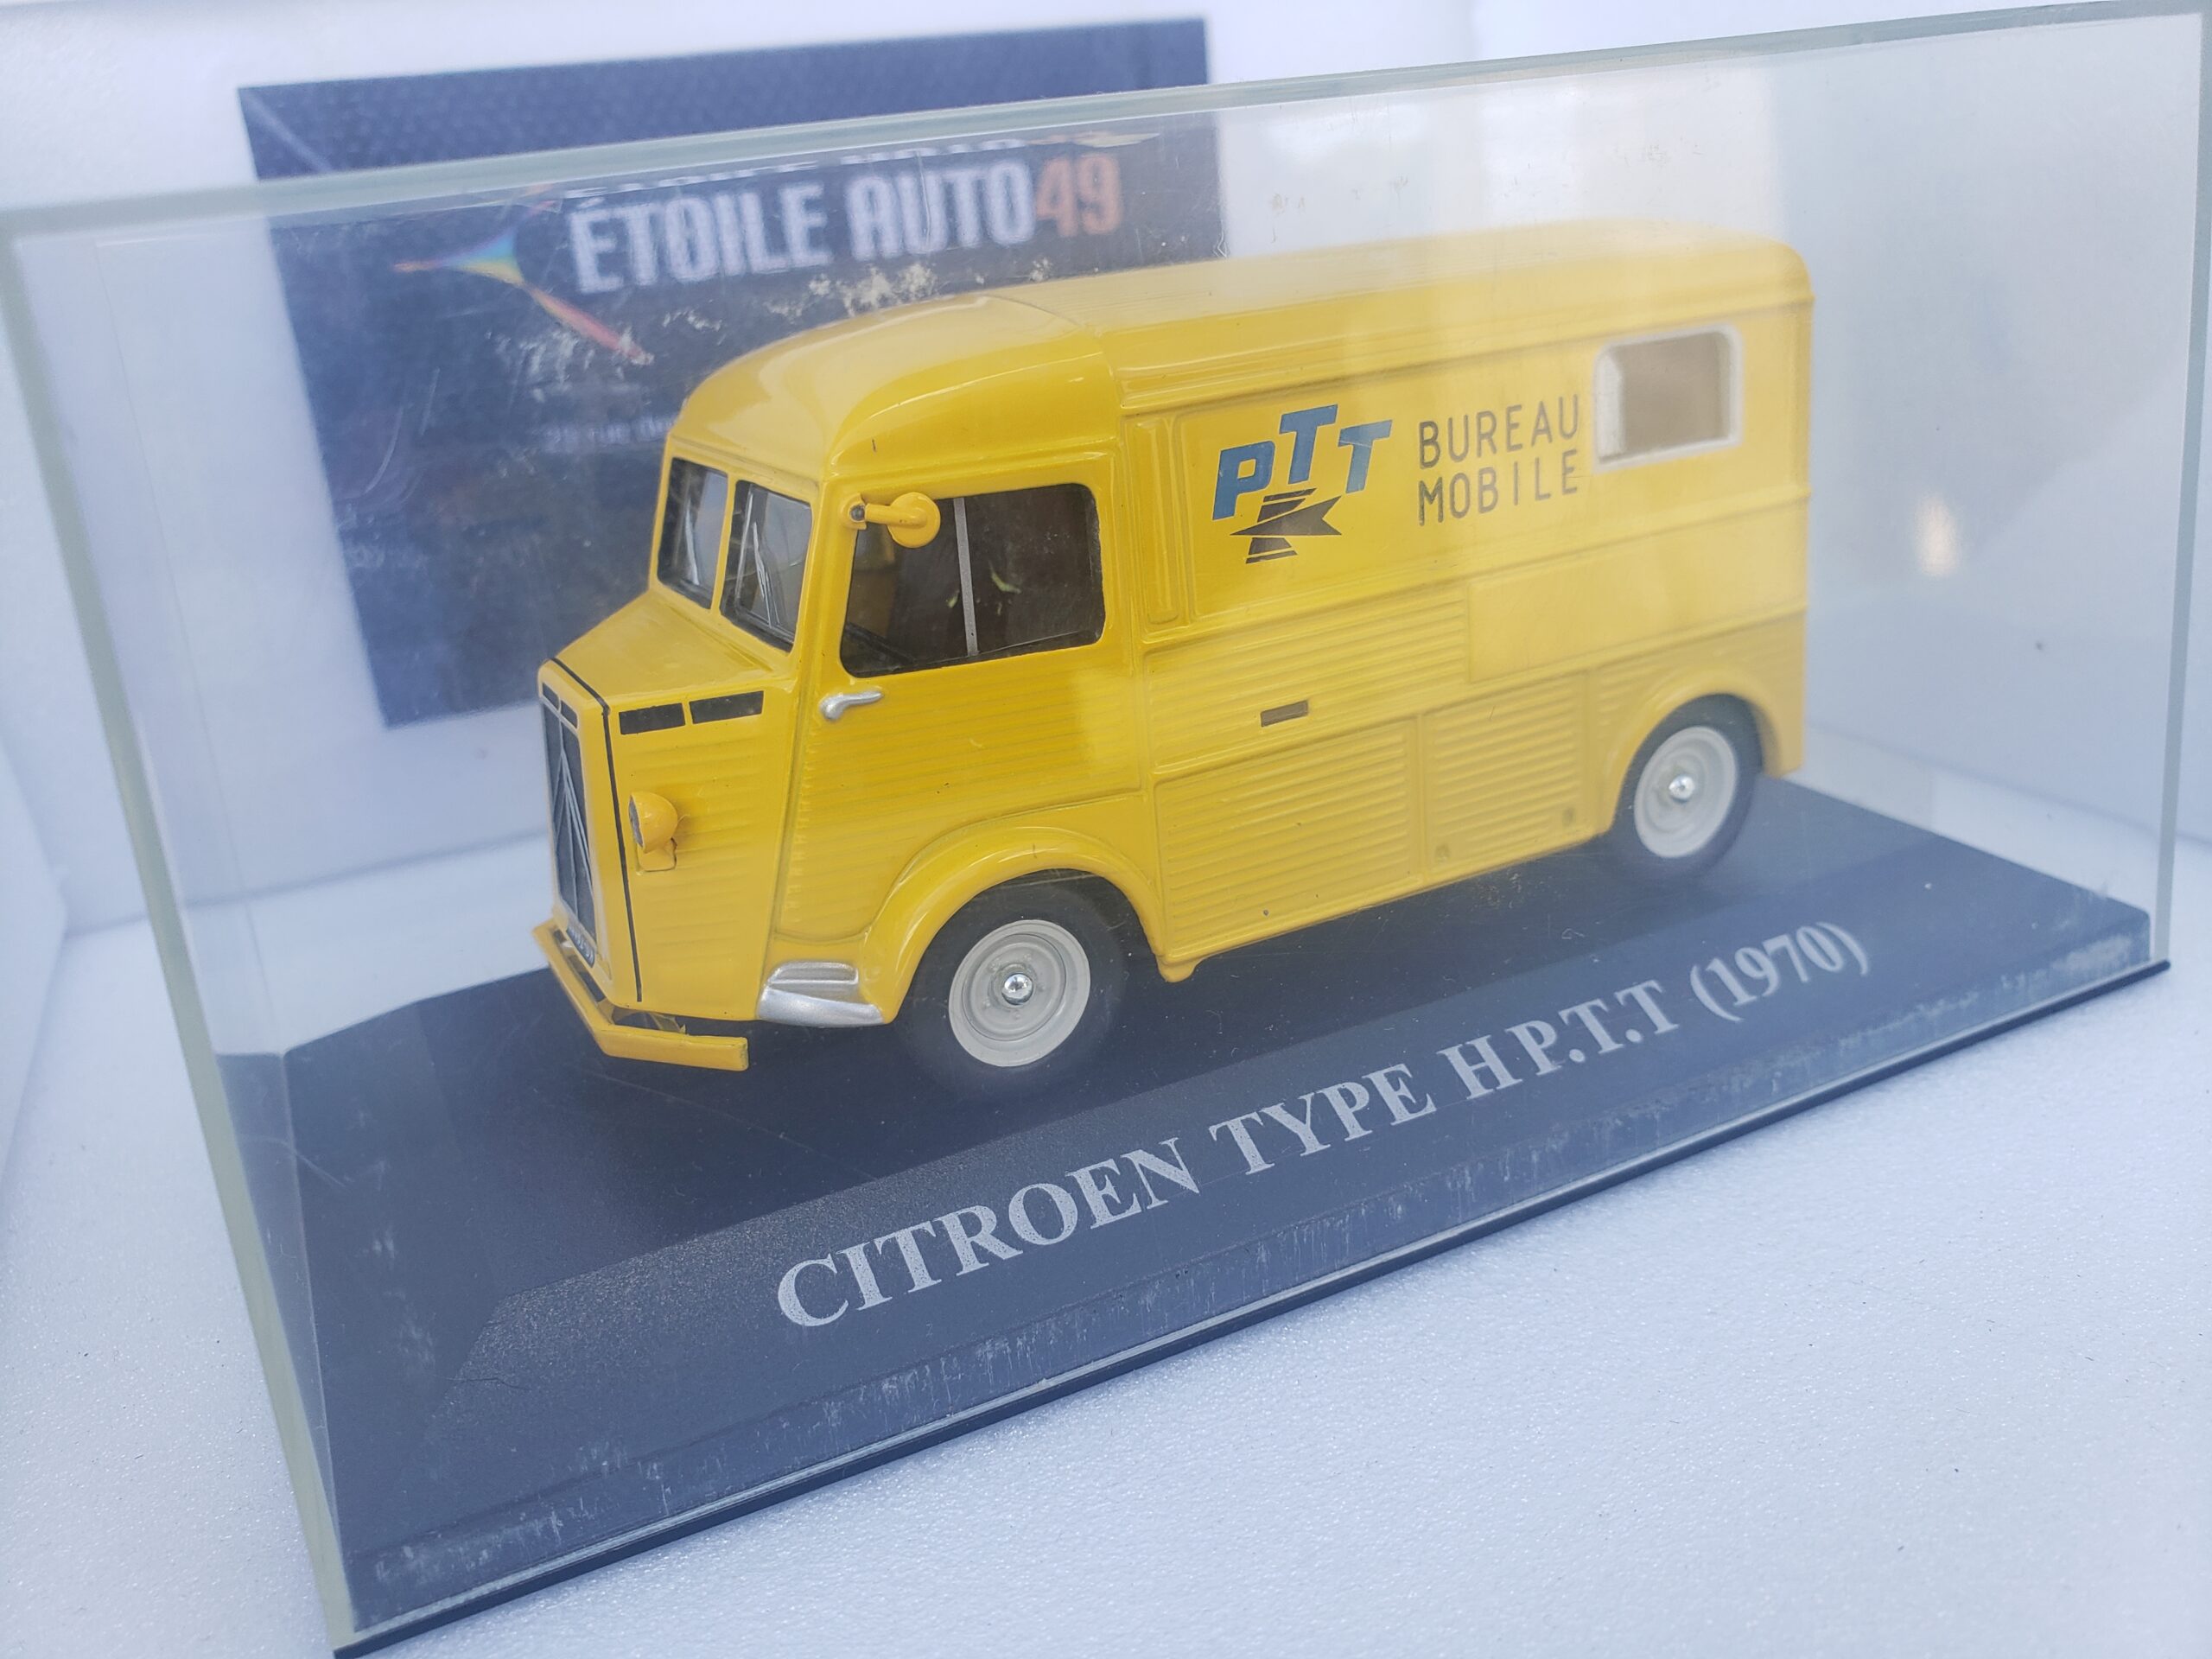 ÉTOILE AUTO49
PTT
BUREAU
MOBILE
CITROEN TYPE H P.T.T (1970)